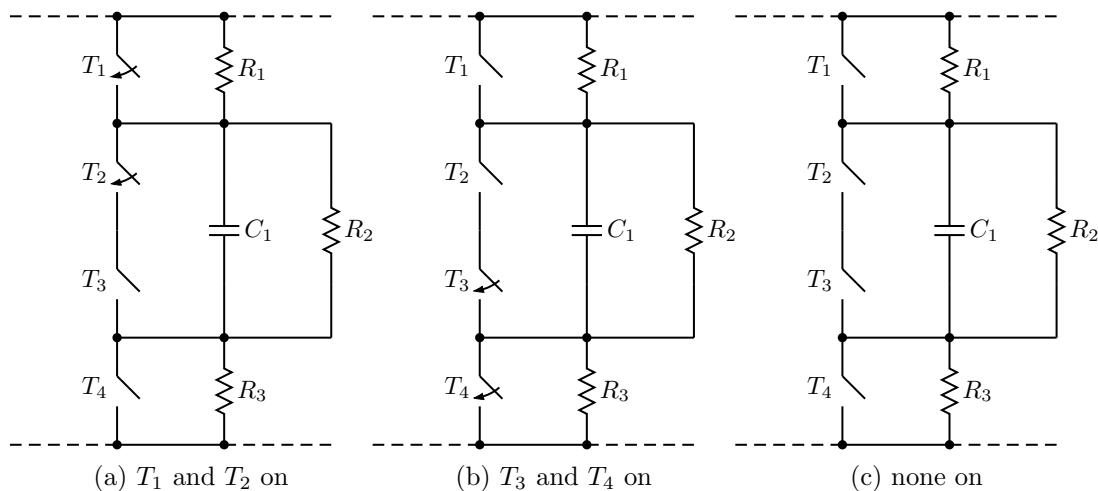 T₁ R₁ T₁ R₁ T₁ R₁
T₂ C₁ R₂ T₂ C₁ R₂ T₂ C₁ R₂
T₃ T₃ T₃
T₄ R₃ T₄ R₃ T₄ R₃
(a) T₁ and T₂ on (b) T₃ and T₄ on (c) none on